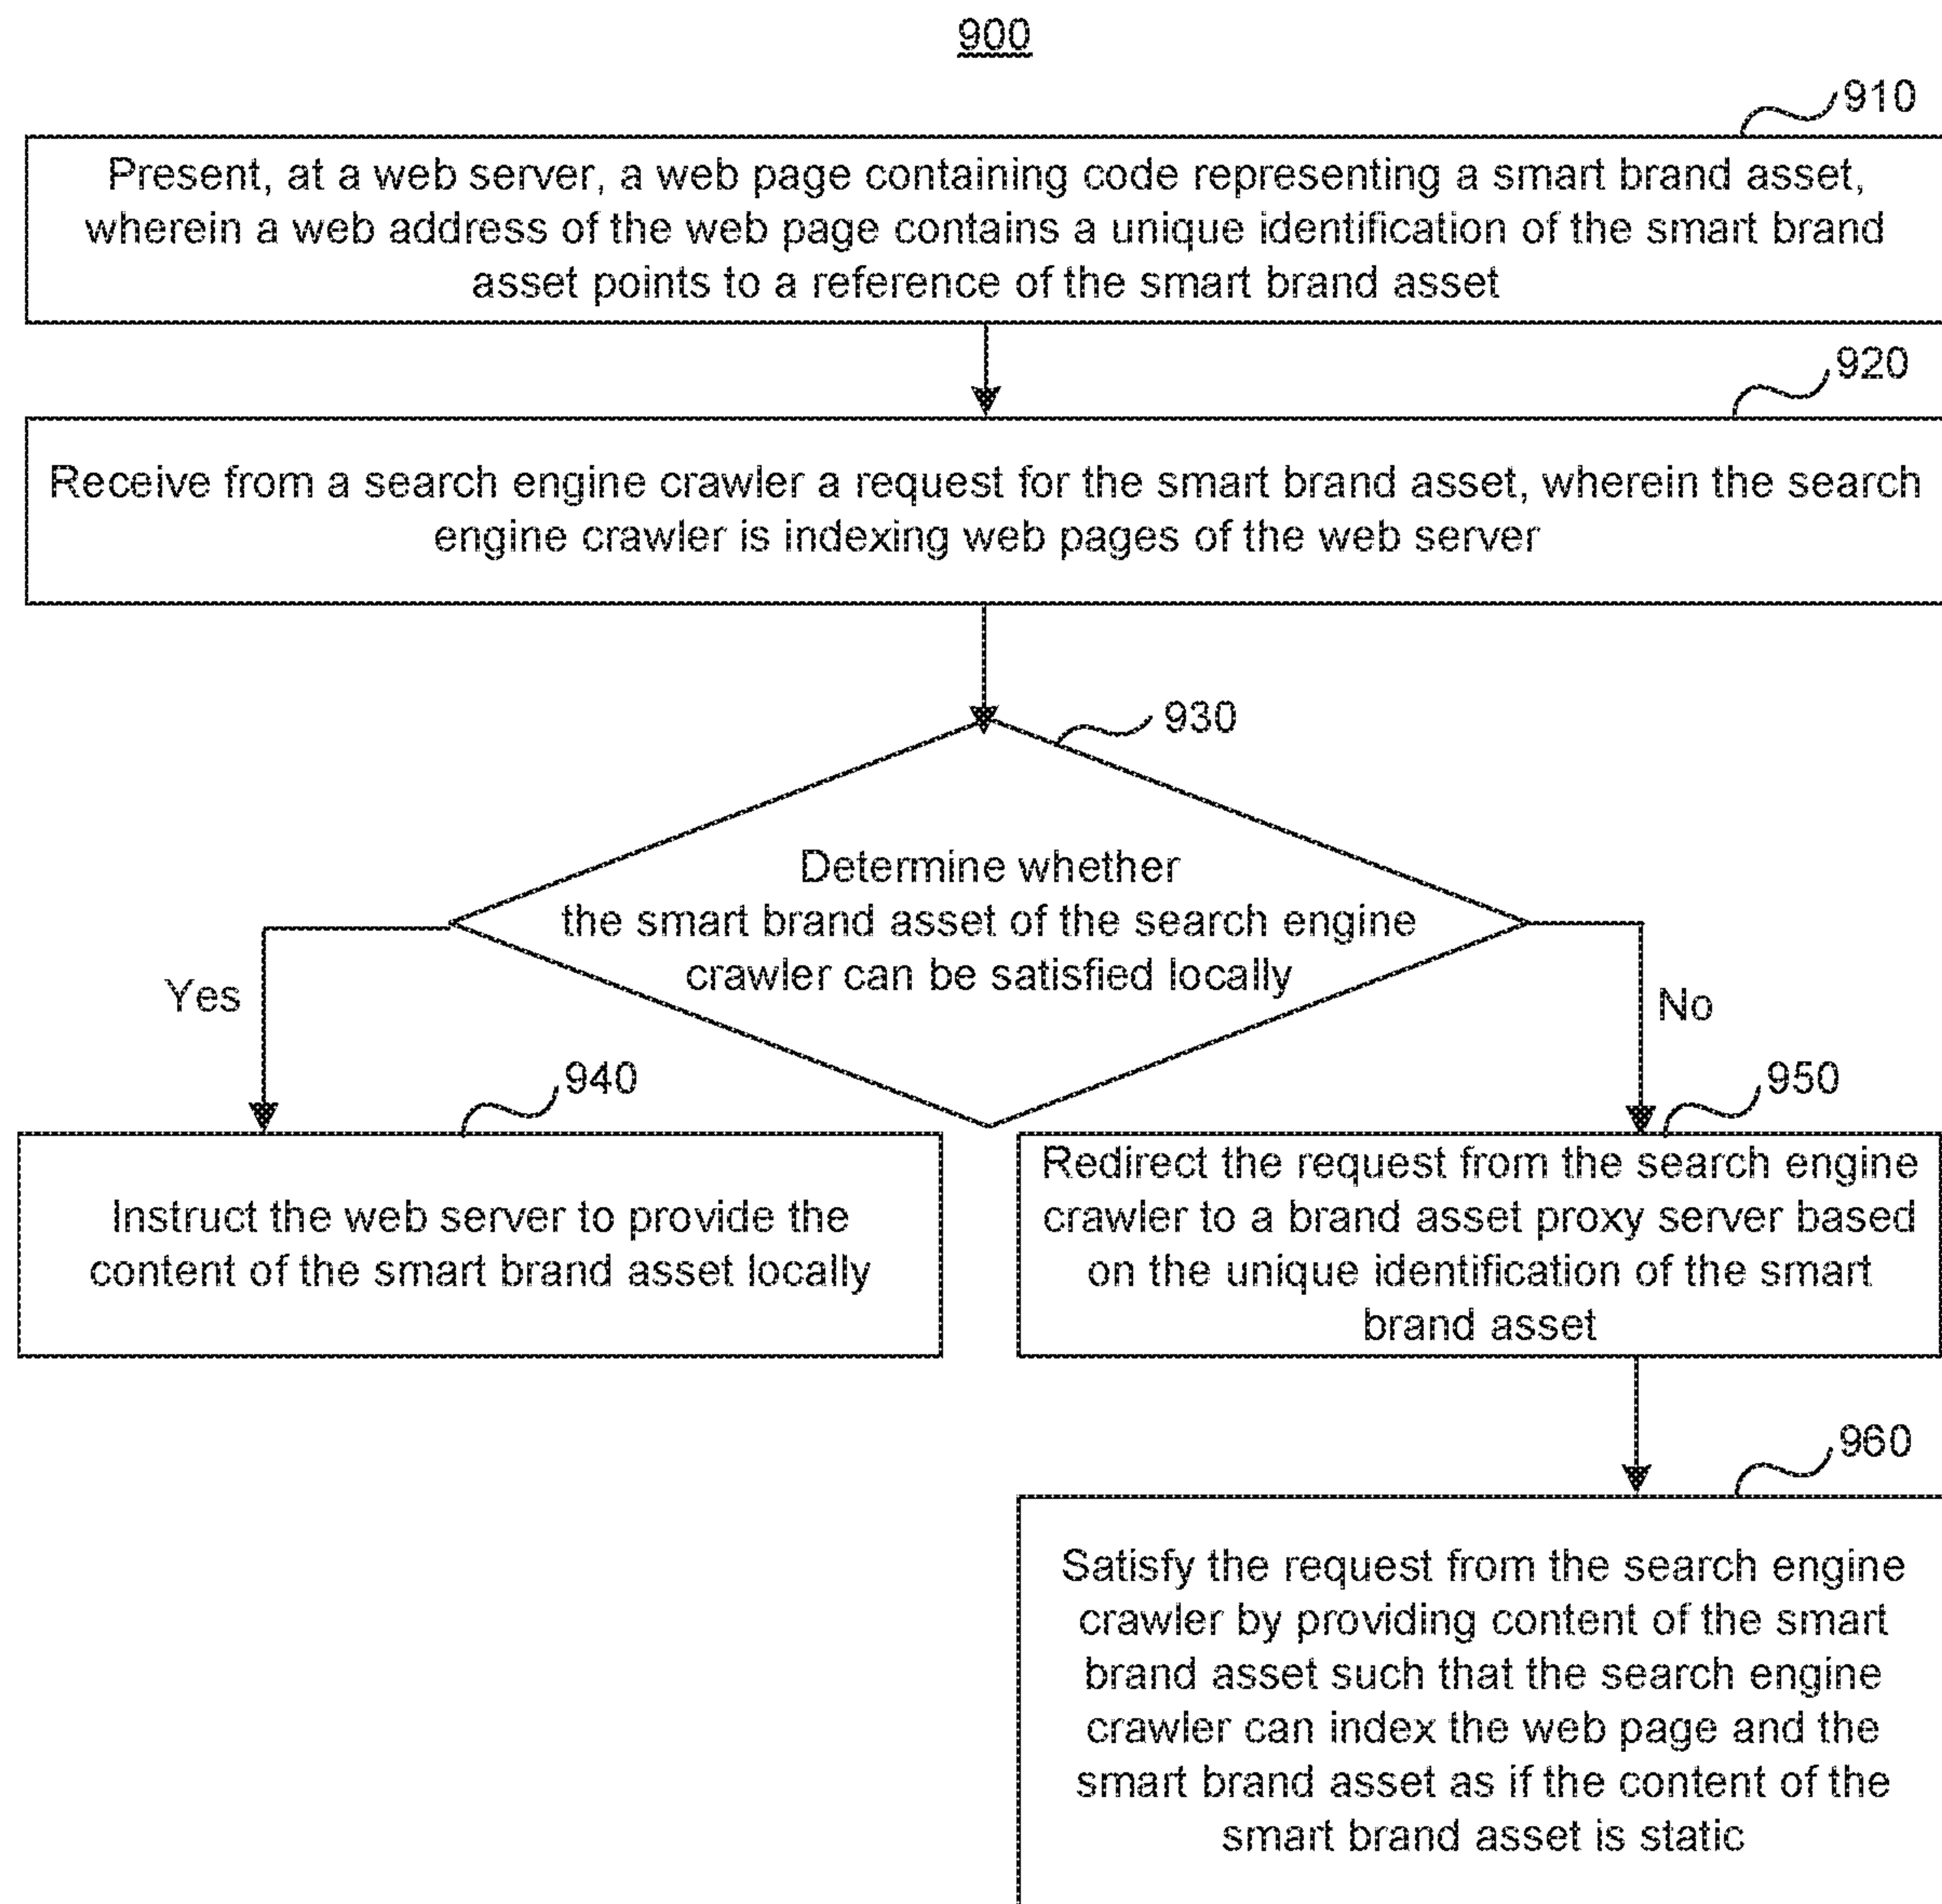 900
910
Present, at a web server, a web page containing code representing a smart brand asset,
wherein a web address of the web page contains a unique identification of the smart brand
asset points to a reference of the smart brand asset
920
Receive from a search engine crawler a request for the smart brand asset, wherein the search
engine crawler is indexing web pages of the web server
930
Determine whether
the smart brand asset of the search engine
crawler can be satisfied locally
Yes
No
940
Instruct the web server to provide the
content of the smart brand asset locally
950
Redirect the request from the search engine
crawler to a brand asset proxy server based
on the unique identification of the smart
brand asset
960
Satisfy the request from the search engine
crawler by providing content of the smart
brand asset such that the search engine
crawler can index the web page and the
smart brand asset as if the content of the
smart brand asset is static